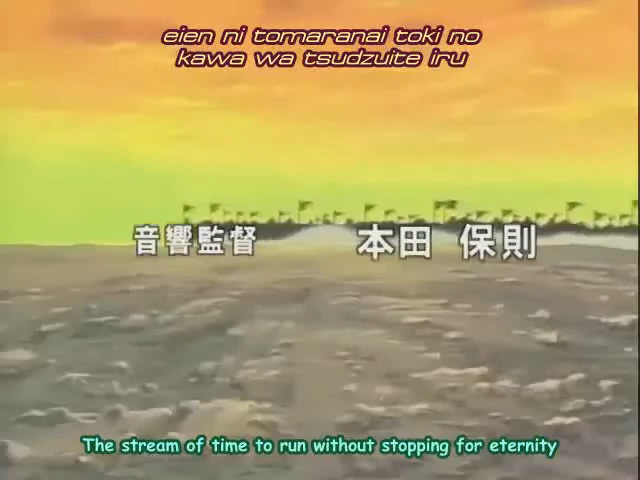 eien ni tomaranai toki no
kawa wa tsudzuite iru
音響監督 本田 保則
The stream of time to run without stopping for eternity